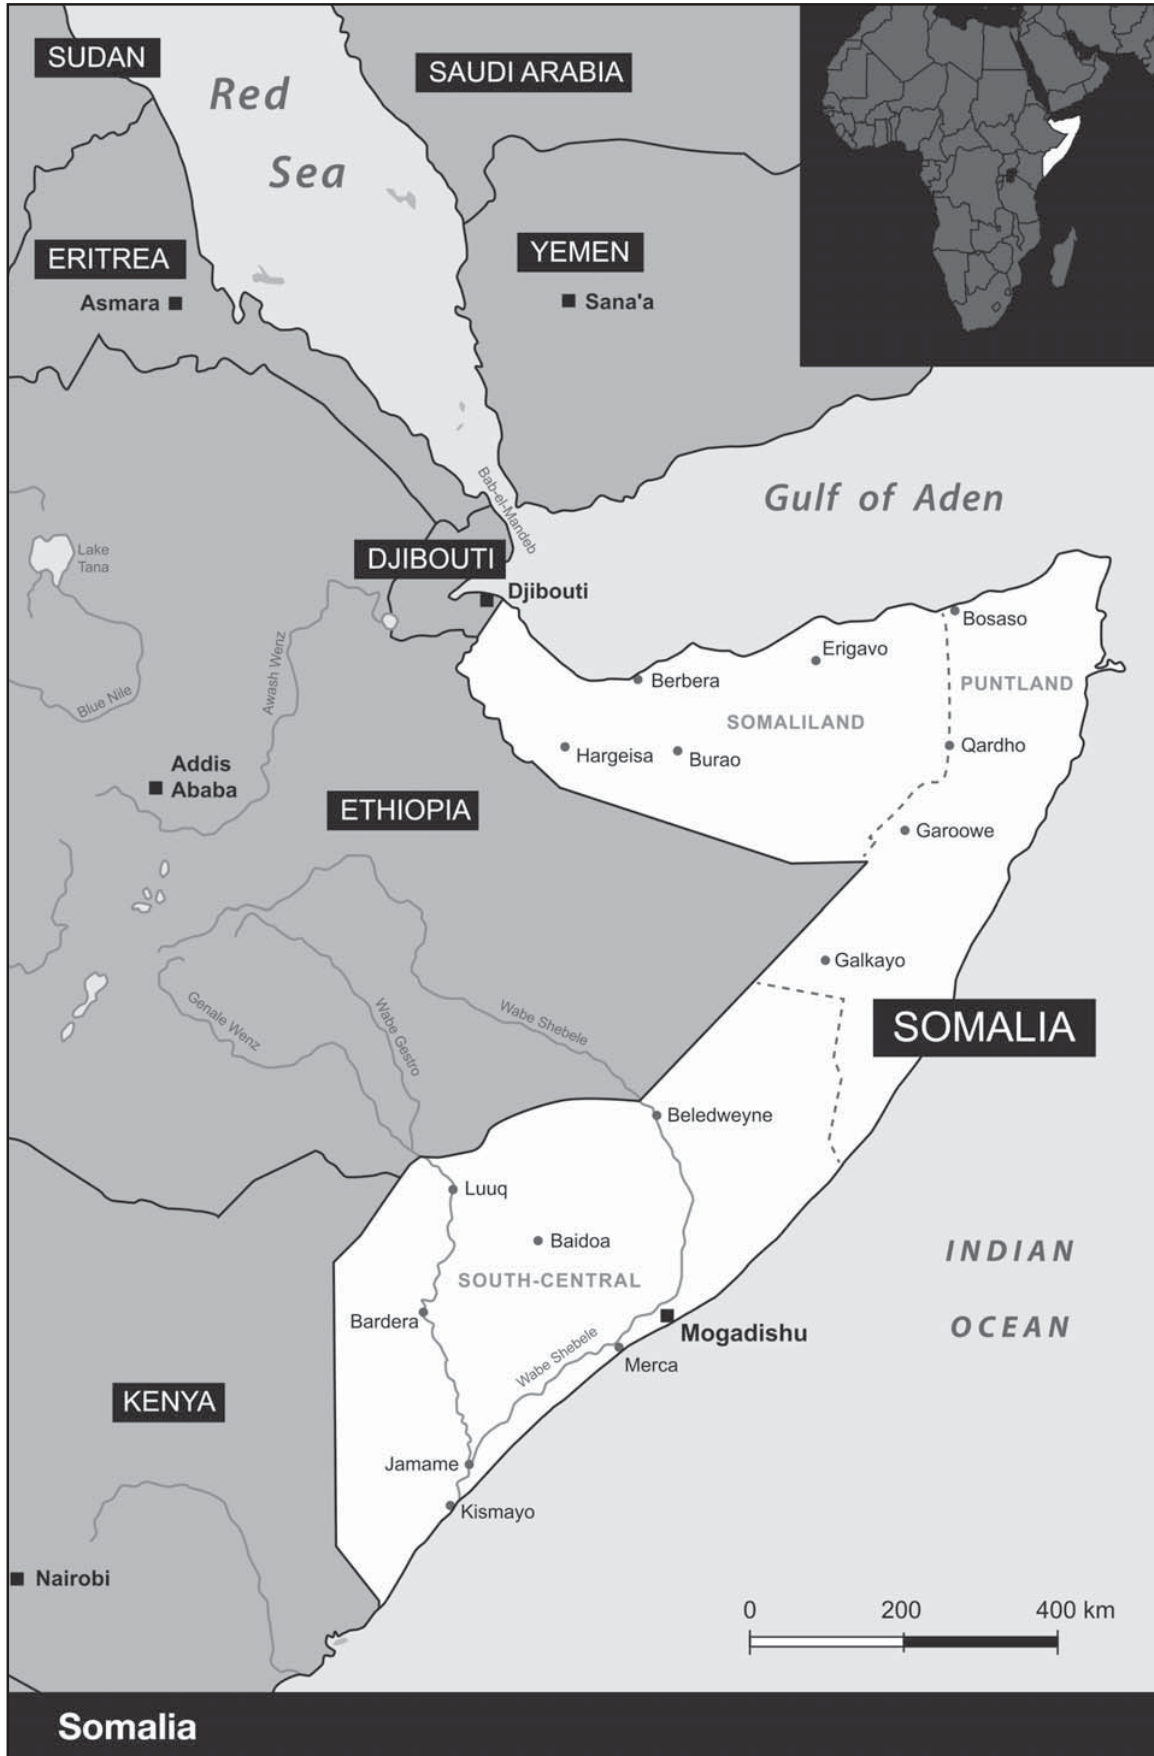 SUDAN
Red
Sea
SAUDI ARABIA
ERITREA
Asmara
YEMEN
Sana'a
Bab-el-Mandeb
Gulf of Aden
Lake
Tana
DJIBOUTI
Djibouti
Bosaso
Erigavo
Berbera
PUNTLAND
Awash Wenz
Blue Nile
SOMALILAND
Qardho
Hargeisa
Burao
Addis
Ababa
ETHIOPIA
Garoowe
Galkayo
Genale Wenz
Wabe Gestro
Wabe Shebele
SOMALIA
Beledweyne
Luuq
Baidoa
INDIAN
OCEAN
SOUTH-CENTRAL
Bardera
Mogadishu
Wabe Shebele
Merca
KENYA
Jamame
Kismayo
Nairobi
0 200 400 km
Somalia